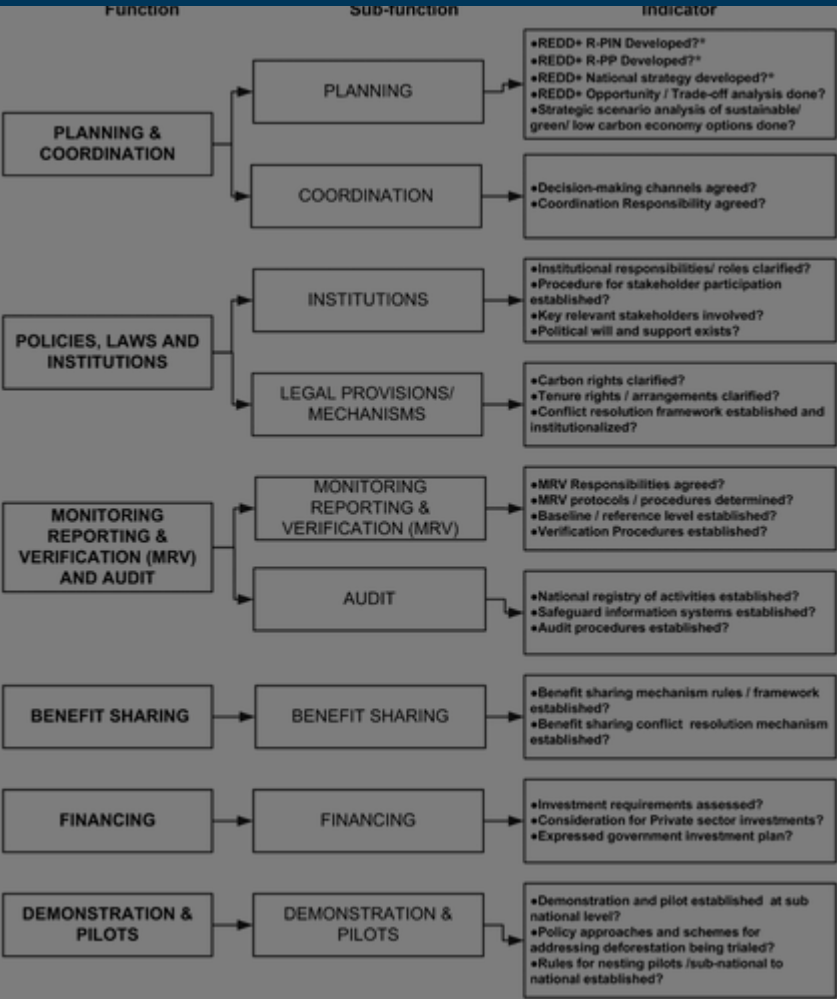 Function Sub-function Indicator
PLANNING &
COORDINATION
PLANNING
•REDD+ R-PIN Developed?*
•REDD+ R-PP Developed?*
•REDD+ National strategy developed?*
•REDD+ Opportunity / Trade-off analysis done?
•Strategic scenario analysis of sustainable/
green/ low carbon economy options done?
COORDINATION
•Decision-making channels agreed?
•Coordination Responsibility agreed?
POLICIES, LAWS AND
INSTITUTIONS
INSTITUTIONS
•Institutional responsibilities/ roles clarified?
•Procedure for stakeholder participation
established?
•Key relevant stakeholders involved?
•Political will and support exists?
LEGAL PROVISIONS/
MECHANISMS
•Carbon rights clarified?
•Tenure rights / arrangements clarified?
•Conflict resolution framework established and
institutionalized?
MONITORING
REPORTING &
VERIFICATION (MRV)
AND AUDIT
MONITORING
REPORTING &
VERIFICATION (MRV)
•MRV Responsibilities agreed?
•MRV protocols / procedures determined?
•Baseline / reference level established?
•Verification Procedures established?
AUDIT
•National registry of activities established?
•Safeguard information systems established?
•Audit procedures established?
BENEFIT SHARING
BENEFIT SHARING
•Benefit sharing mechanism rules / framework
established?
•Benefit sharing conflict resolution mechanism
established?
FINANCING
FINANCING
•Investment requirements assessed?
•Consideration for Private sector investments?
•Expressed government investment plan?
DEMONSTRATION &
PILOTS
DEMONSTRATION &
PILOTS
•Demonstration and pilot established at sub
national level?
•Policy approaches and schemes for
addressing deforestation being trialed?
•Rules for nesting pilots /sub-national to
national established?